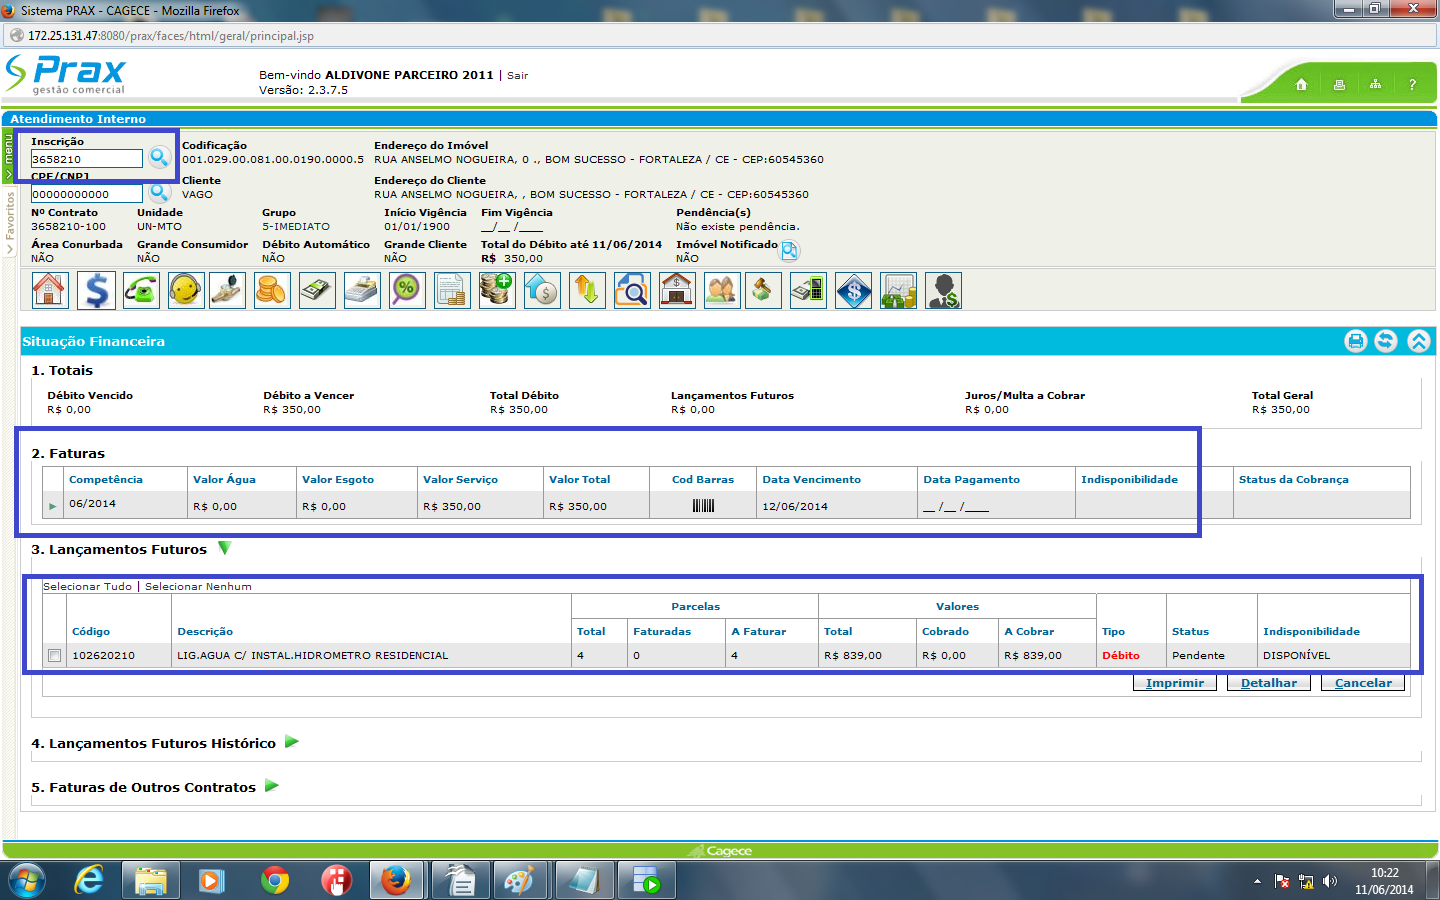 Sistema PRAX - CAGECE - Mozilla Firefox
172.25.131.47:8080/prax/faces/html/geral/principal.jsp
Prax
gestão comercial
Bem-vindo ALDIVONE PARCEIRO 2011 | Sair
Versão: 2.3.7.5
?
Atendimento Interno
menu
Favoritos
Inscrição
3658210
Codificação
001.029.00.081.00.0190.0000.5
Endereço do Imóvel
RUA ANSELMO NOGUEIRA, 0 ., BOM SUCESSO - FORTALEZA / CE - CEP:60545360
CPF/CNPJ
00000000000
Cliente
VAGO
Endereço do Cliente
RUA ANSELMO NOGUEIRA, , BOM SUCESSO - FORTALEZA / CE - CEP:60545360
Nº Contrato Unidade Grupo Início Vigência Fim Vigência Pendência(s)
3658210-100 UN-MTO 5-IMEDIATO 01/01/1900 __/__ /____ Não existe pendência.
Área Conurbada Grande Consumidor Débito Automático Grande Cliente Total do Débito até 11/06/2014 Imóvel Notificado
NÃO NÃO NÃO NÃO R$ 350,00 NÃO
Situação Financeira
1. Totais
Débito Vencido Débito a Vencer Total Débito Lançamentos Futuros Juros/Multa a Cobrar Total Geral
R$ 0,00 R$ 350,00 R$ 350,00 R$ 0,00 R$ 0,00 R$ 350,00
2. Faturas
Competência Valor Água Valor Esgoto Valor Serviço Valor Total Cod Barras Data Vencimento Data Pagamento Indisponibilidade Status da Cobrança
06/2014 R$ 0,00 R$ 0,00 R$ 350,00 R$ 350,00 12/06/2014 __ /__ /____
3. Lançamentos Futuros
Selecionar Tudo | Selecionar Nenhum
Parcelas Valores
Código Descrição Total Faturadas A Faturar Total Cobrado A Cobrar Tipo Status Indisponibilidade
102620210 LIG.AGUA C/ INSTAL.HIDROMETRO RESIDENCIAL 4 0 4 R$ 839,00 R$ 0,00 R$ 839,00 Débito Pendente DISPONÍVEL
Imprimir Detalhar Cancelar
4. Lançamentos Futuros Histórico
5. Faturas de Outros Contratos
Cagece
10:22
11/06/2014